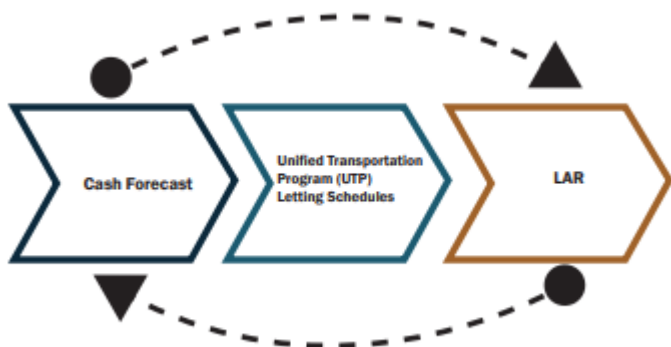 Cash Forecast
Unified Transportation
Program (UTP)
Letting Schedules
LAR